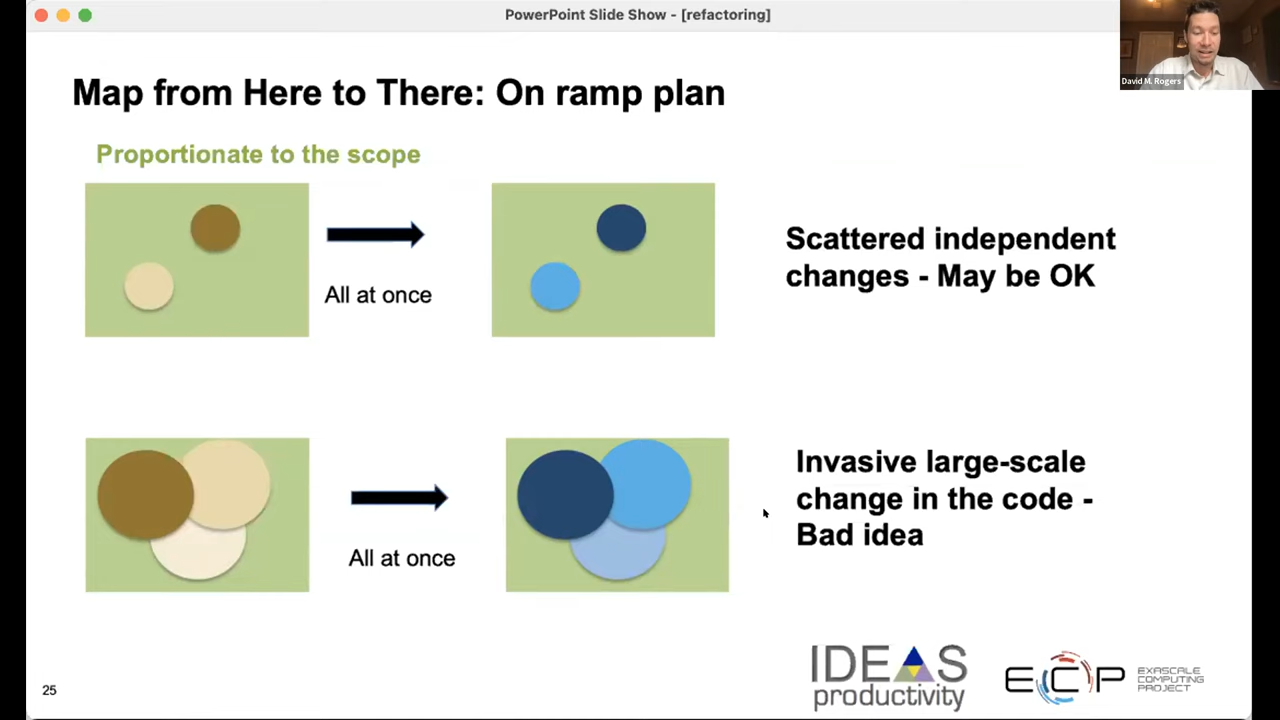 PowerPoint Slide Show - [refactoring]
David M. Rogers
Map from Here to There: On ramp plan
Proportionate to the scope
All at once
Scattered independent
changes - May be OK
All at once
Invasive large-scale
change in the code -
Bad idea
25
IDEAS
productivity
ECP
EXASCALE
COMPUTING
PROJECT